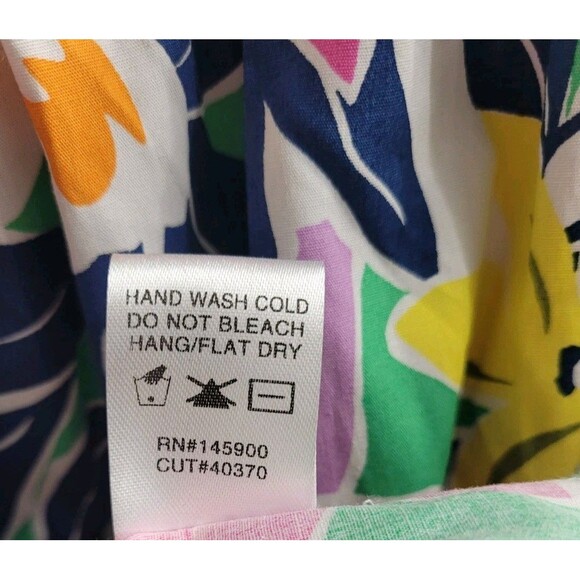 HAND WASH COLD
DO NOT BLEACH
HANG/FLAT DRY
RN#145900
CUT#40370